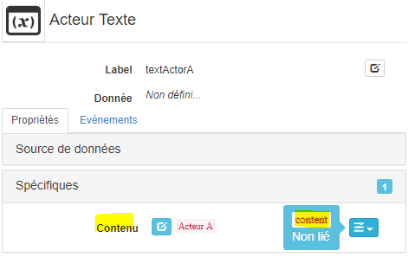 (x) Acteur Texte
Label textActorA
Donnée Non défini...
Propriétés Evènements
Source de données
Spécifiques 1
Contenu Acteur A content
Non lié